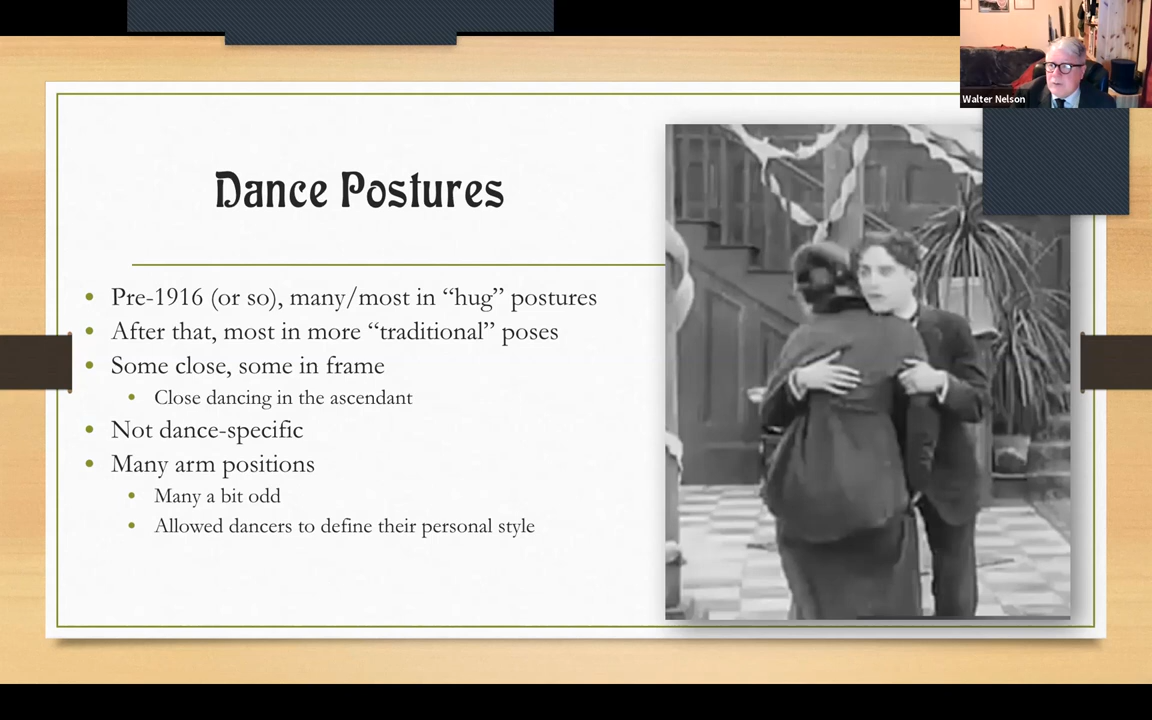 Walter Nelson
Dance Postures
• Pre-1916 (or so), many/most in “hug” postures
• After that, most in more “traditional” poses
• Some close, some in frame
• Close dancing in the ascendant
• Not dance-specific
• Many arm positions
• Many a bit odd
• Allowed dancers to define their personal style